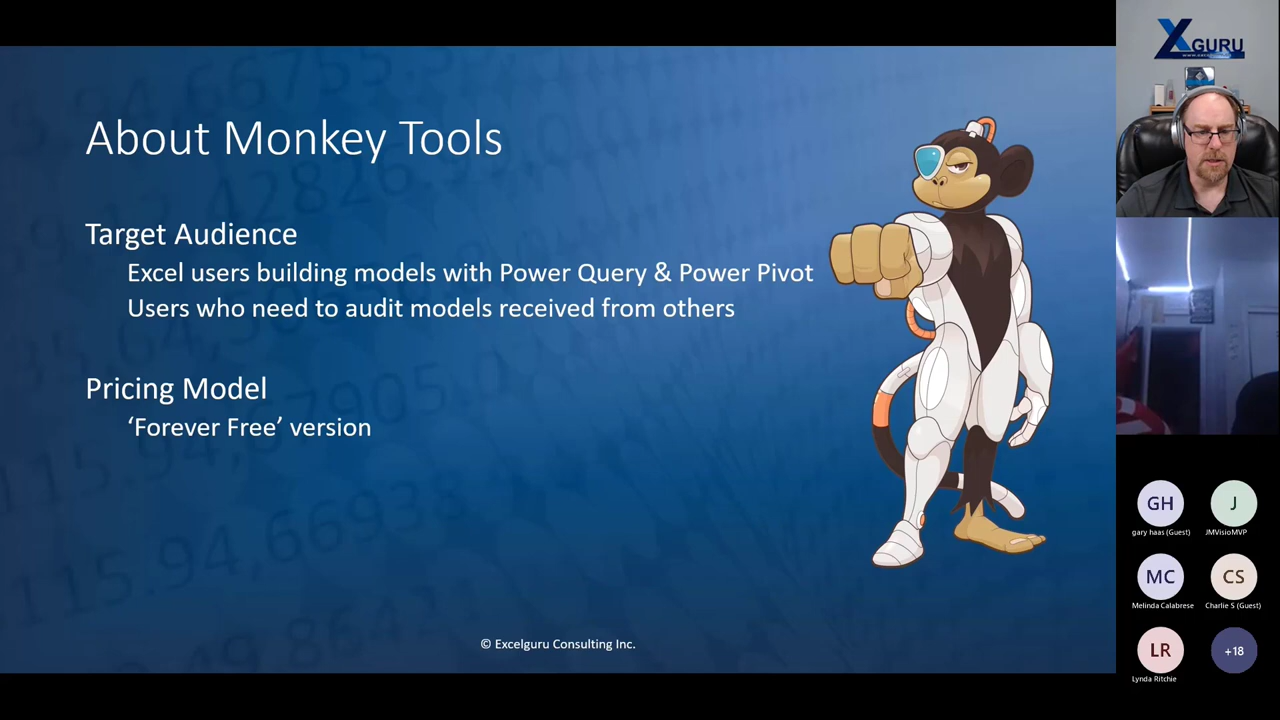 About Monkey Tools
Target Audience
Excel users building models with Power Query & Power Pivot
Users who need to audit models received from others
Pricing Model
‘Forever Free’ version
© Excelguru Consulting Inc.
XGURU
GH
J
gary haas (Guest)
JMVisioMVP
MC
CS
Melinda Calabrese
Charlie S (Guest)
LR
+18
Lynda Ritchie